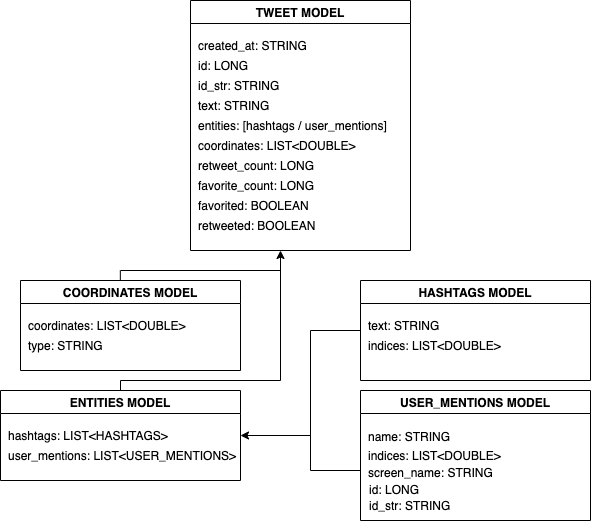 TWEET MODEL
created_at: STRING
id: LONG
id_str: STRING
text: STRING
entities: [hashtags / user_mentions]
coordinates: LIST<DOUBLE>
retweet_count: LONG
favorite_count: LONG
favorited: BOOLEAN
retweeted: BOOLEAN
COORDINATES MODEL
coordinates: LIST<DOUBLE>
type: STRING
HASHTAGS MODEL
text: STRING
indices: LIST<DOUBLE>
ENTITIES MODEL
hashtags: LIST<HASHTAGS>
user_mentions: LIST<USER_MENTIONS>
USER_MENTIONS MODEL
name: STRING
indices: LIST<DOUBLE>
screen_name: STRING
id: LONG
id_str: STRING